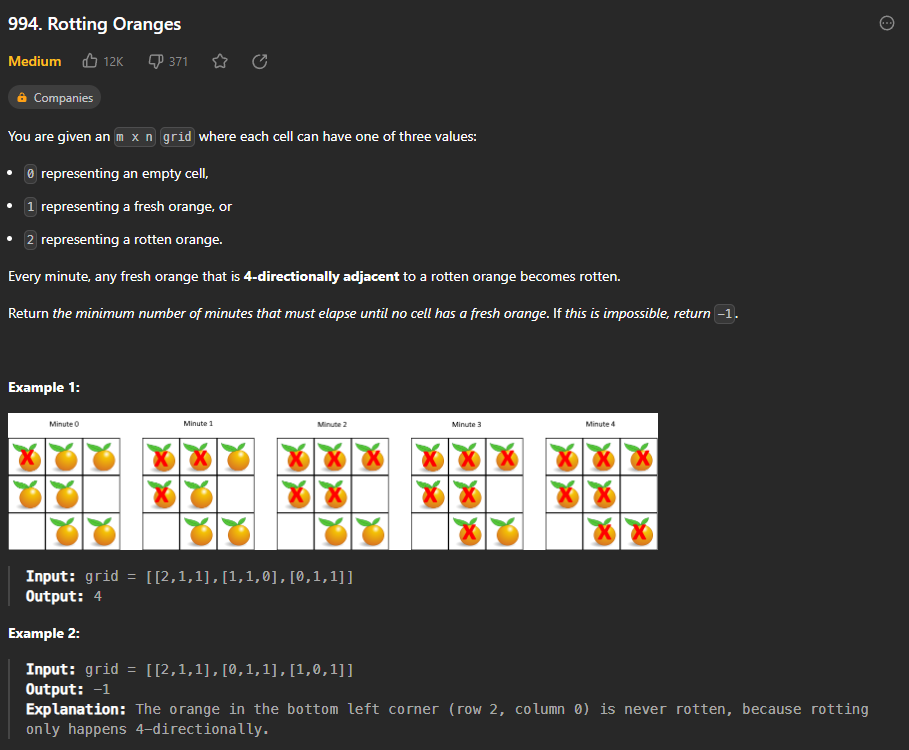 994. Rotting Oranges
Medium 12K 371
Companies
You are given an m x n grid where each cell can have one of three values:
• 0 representing an empty cell,
• 1 representing a fresh orange, or
• 2 representing a rotten orange.
Every minute, any fresh orange that is 4-directionally adjacent to a rotten orange becomes rotten.
Return the minimum number of minutes that must elapse until no cell has a fresh orange. If this is impossible, return -1.
Example 1:
Minute 0 Minute 1 Minute 2 Minute 3 Minute 4
Input: grid = [[2,1,1],[1,1,0],[0,1,1]]
Output: 4
Example 2:
Input: grid = [[2,1,1],[0,1,1],[1,0,1]]
Output: -1
Explanation: The orange in the bottom left corner (row 2, column 0) is never rotten, because rotting
only happens 4-directionally.